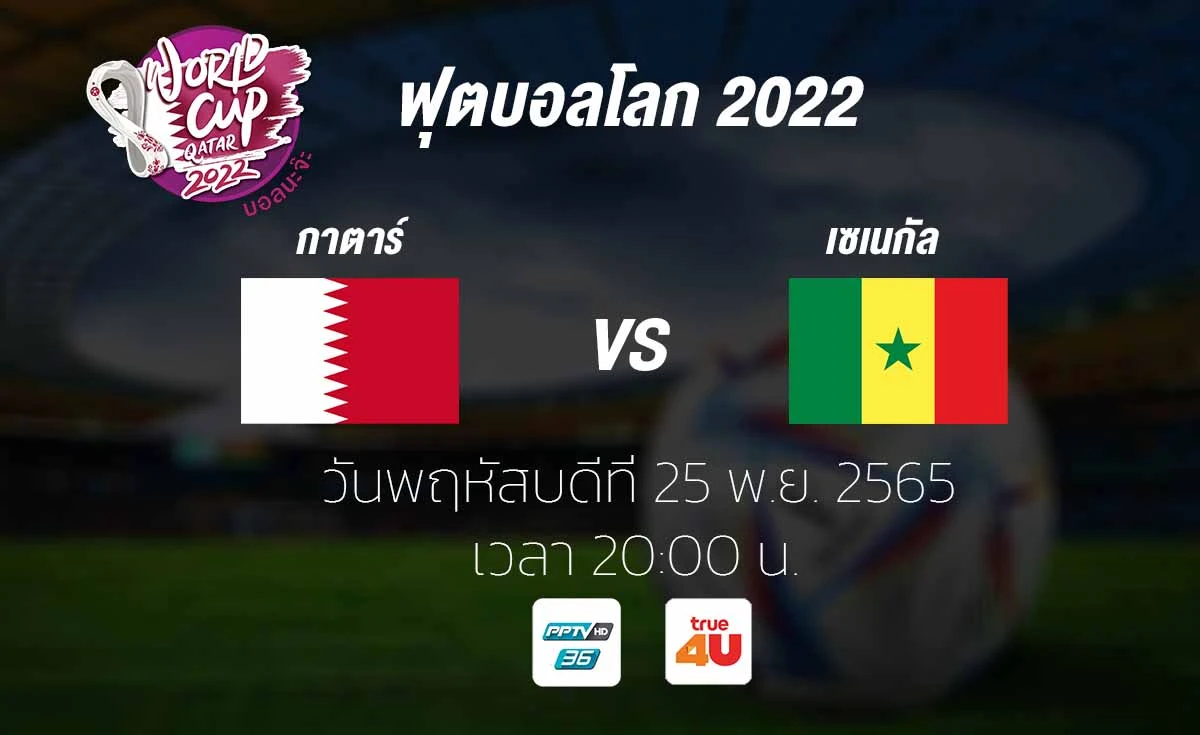 WORLD
CUP
QATAR
2022
บอลนะจ๊ะ
ฟุตบอลโลก 2022
กาตาร์
เซเนกัล
VS
วันพฤหัสบดีที 25 พ.ย. 2565
เวลา 20:00 น.
PPTV HD
36
true
4U